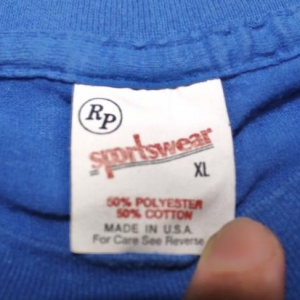 RP
sportswear
XL
50% POLYESTER
50% COTTON
MADE IN U.S.A.
For Care See Reverse